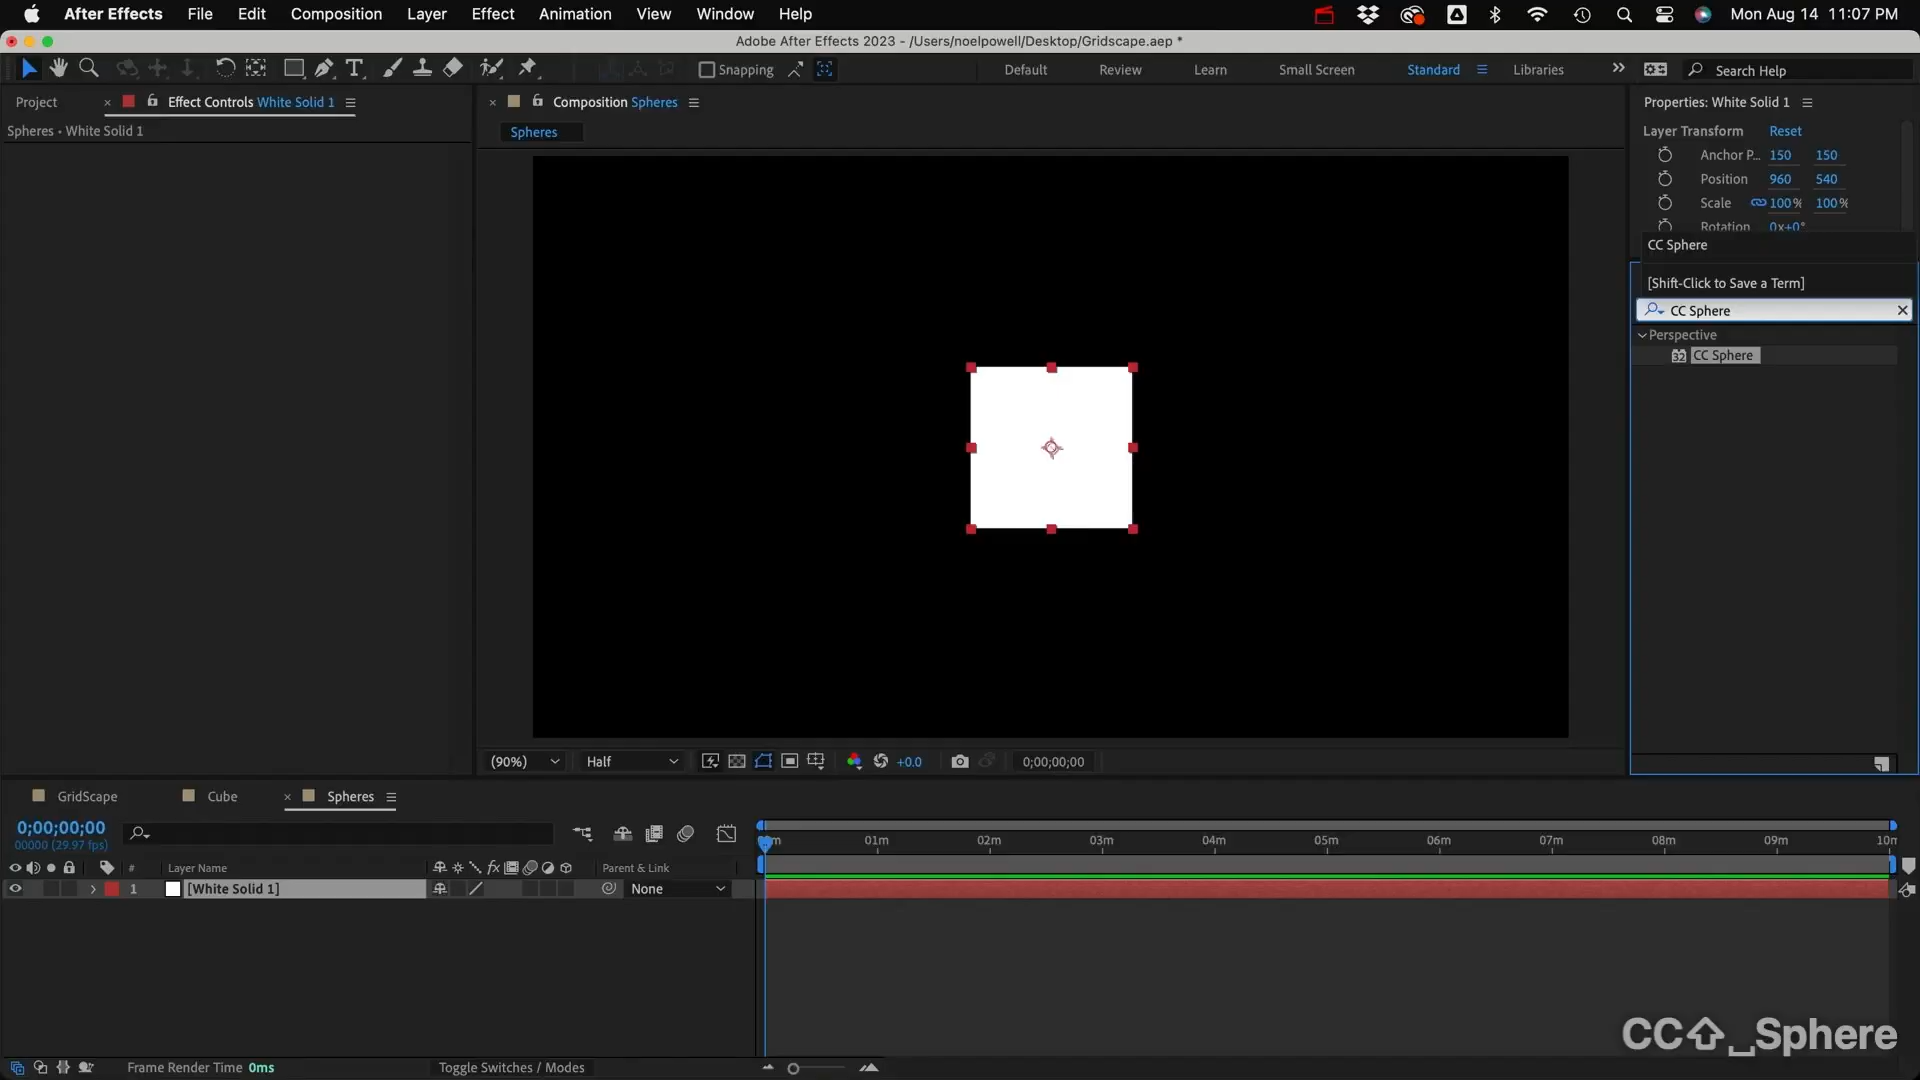 After Effects File Edit Composition Layer Effect Animation View Window Help Mon Aug 14 11:07 PM
Adobe After Effects 2023 - /Users/noelpowell/Desktop/Gridscape.aep *
Snapping Default Review Learn Small Screen Standard Libraries Search Help
Project Effect Controls White Solid 1
Spheres • White Solid 1
Composition Spheres
Spheres
Properties: White Solid 1
Layer Transform Reset
Anchor P... 150 150
Position 960 540
Scale 100% 100%
Rotation 0x+0°
CC Sphere
[Shift-Click to Save a Term]
CC Sphere
Perspective
32 CC Sphere
(90%) Half +0.0 0;00;00;00
GridScape Cube Spheres
0;00;00;00
00000 (29.97 fps)
01m 02m 03m 04m 05m 06m 07m 08m 09m
# Layer Name fx Parent & Link
1 [White Solid 1] None
CC⇧␣Sphere
Frame Render Time 0ms Toggle Switches / Modes